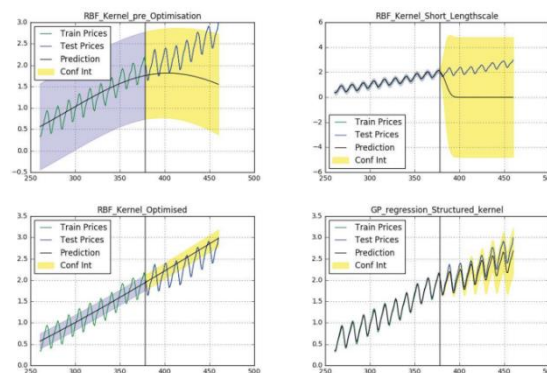 RBF_Kernel_pre_Optimisation
3.0
2.5
2.0
1.5
1.0
0.5
0.0
-0.5
250
300
350
400
450
500
Train Prices
Test Prices
Prediction
Conf Int
RBF_Kernel_Short_Lengthscale
6
4
2
0
-2
-4
-6
250
300
350
400
450
500
Train Prices
Test Prices
Prediction
Conf Int
RBF_Kernel_Optimised
3.5
3.0
2.5
2.0
1.5
1.0
0.5
0.0
250
300
350
400
450
500
Train Prices
Test Prices
Prediction
Conf Int
GP_regression_Structured_kernel
3.5
3.0
2.5
2.0
1.5
1.0
0.5
0.0
250
300
350
400
450
500
Train Prices
Test Prices
Prediction
Conf Int